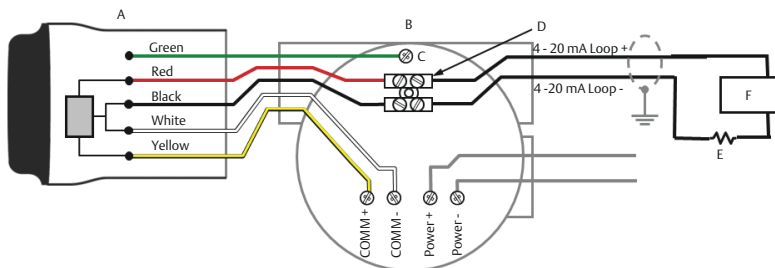 A
B
D
Green
C
4 - 20 mA Loop +
Red
Black
4 -20 mA Loop -
F
White
Yellow
E
COMM +
COMM -
Power +
Power -